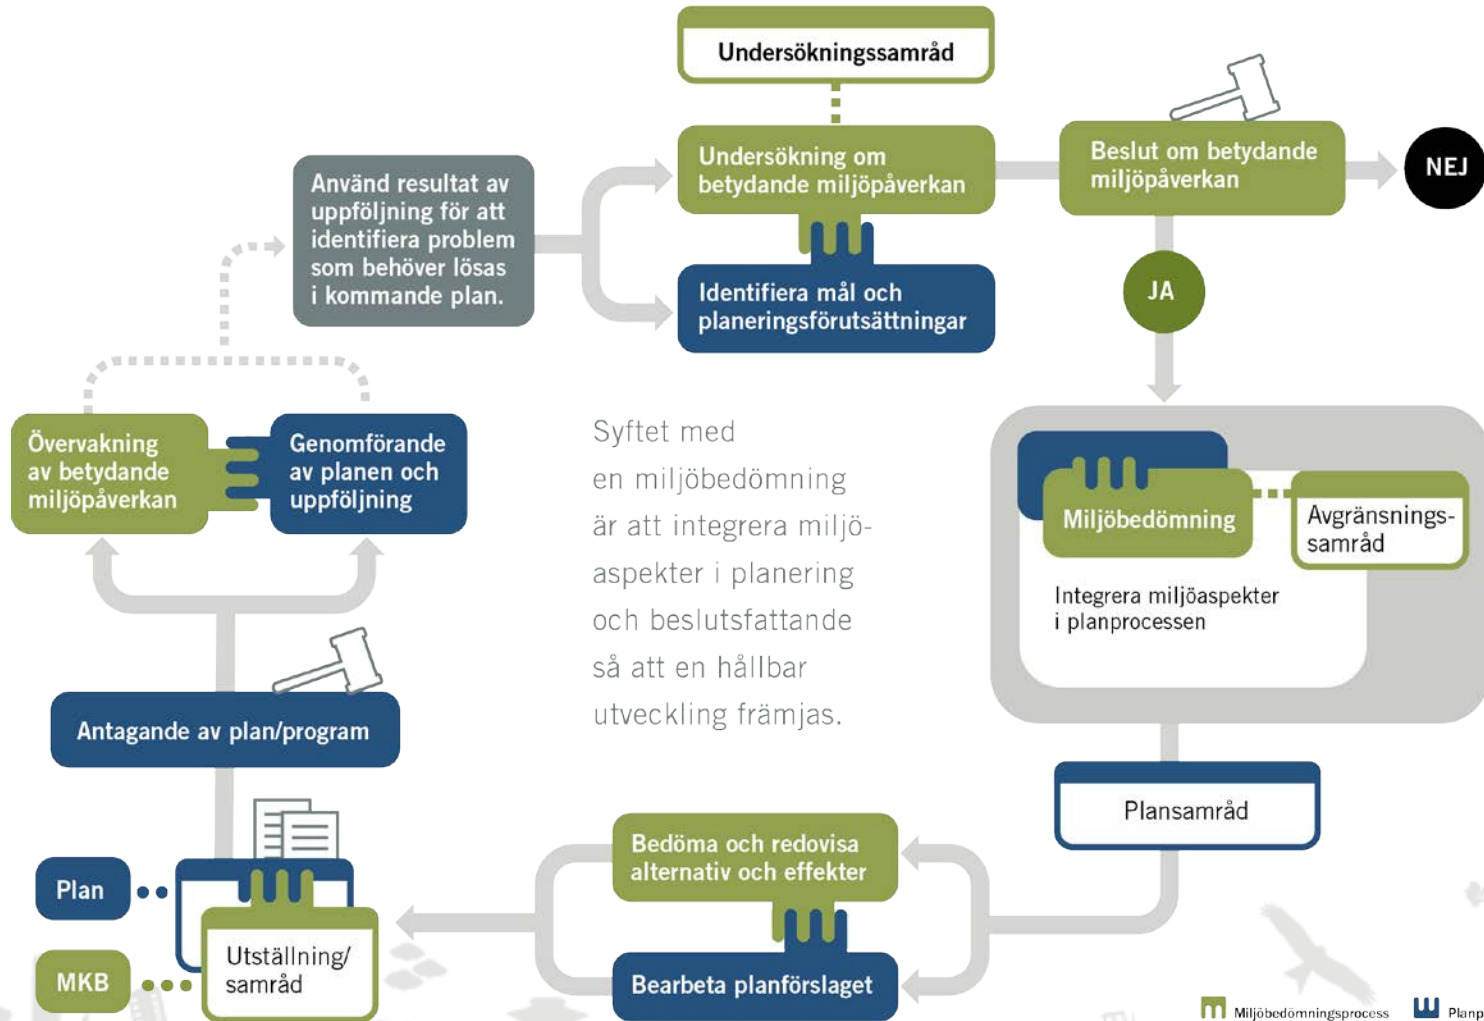 Undersökningssamråd
Undersökning om
betydande miljöpåverkan
Beslut om betydande
miljöpåverkan
NEJ
JA
Använd resultat av
uppföljning för att
identifiera problem
som behöver lösas
i kommande plan.
Identifiera mål och
planeringsförutsättningar
Övervakning
av betydande
miljöpåverkan
Genomförande
av planen och
uppföljning
Syftet med
en miljöbedömning
är att integrera miljö-
aspekter i planering
och beslutsfattande
så att en hållbar
utveckling främjas.
Miljöbedömning
Avgränsnings-
samråd
Integrera miljöaspekter
i planprocessen
Antagande av plan/program
Plansamråd
Bedöma och redovisa
alternativ och effekter
Bearbeta planförslaget
Plan
MKB
Utställning/
samråd
Miljöbedömningsprocess